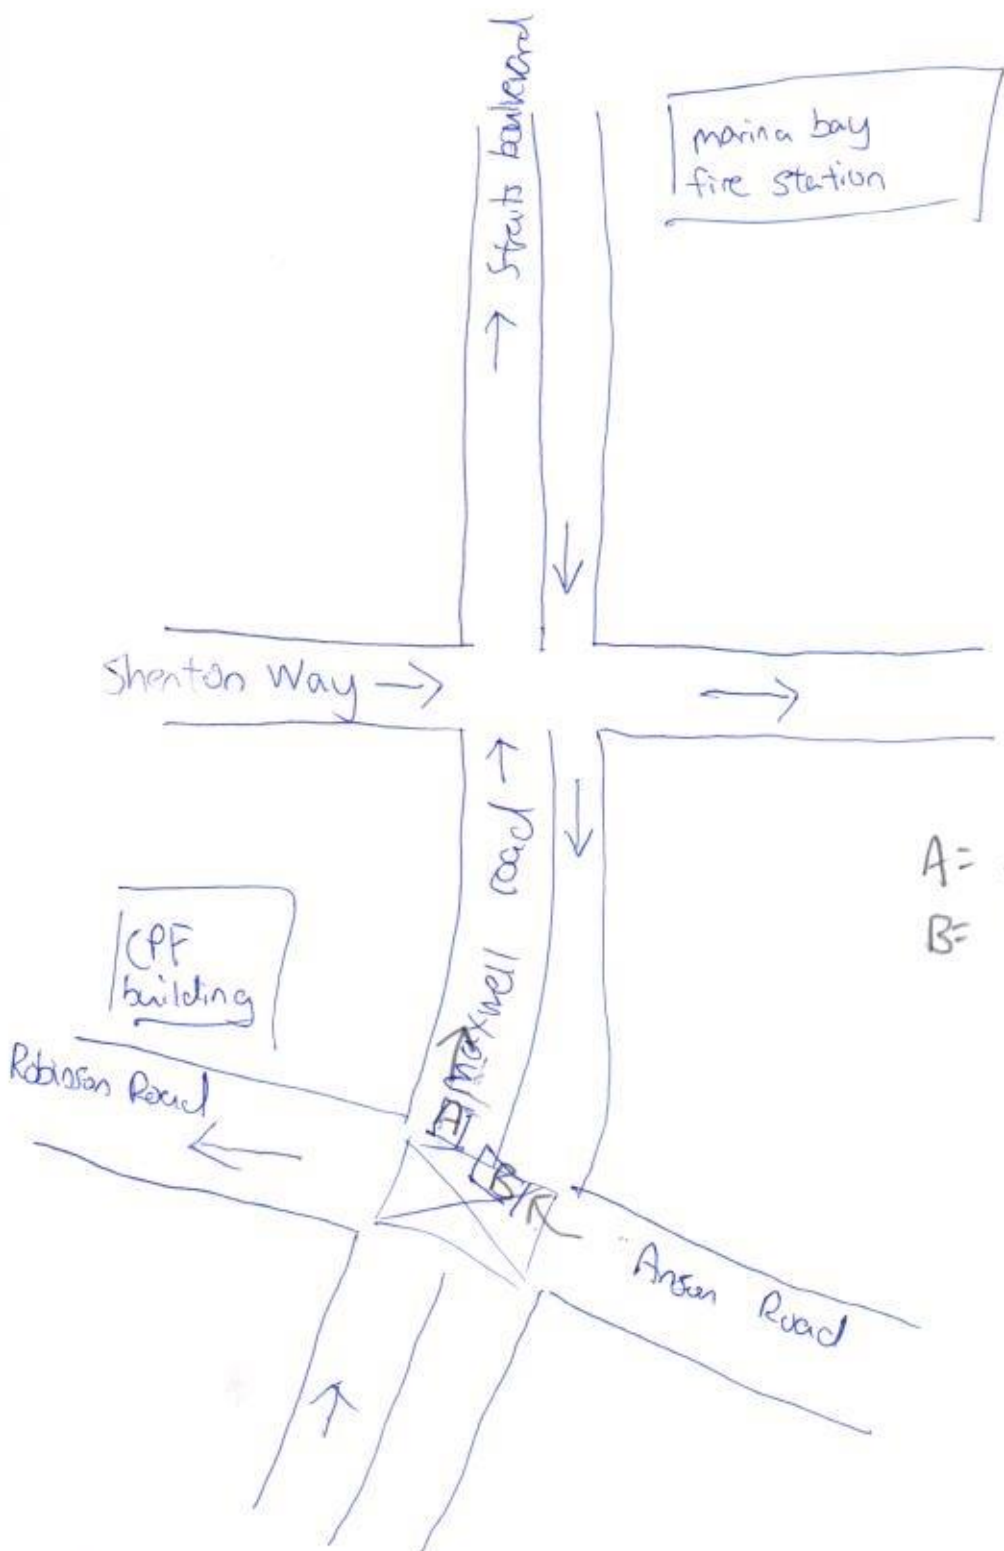 Straits boulevard
marina bay
fire station
Shenton Way
Maxwell road
A=
B=
CPF
building
Robinson Road
A
B
Anson Road